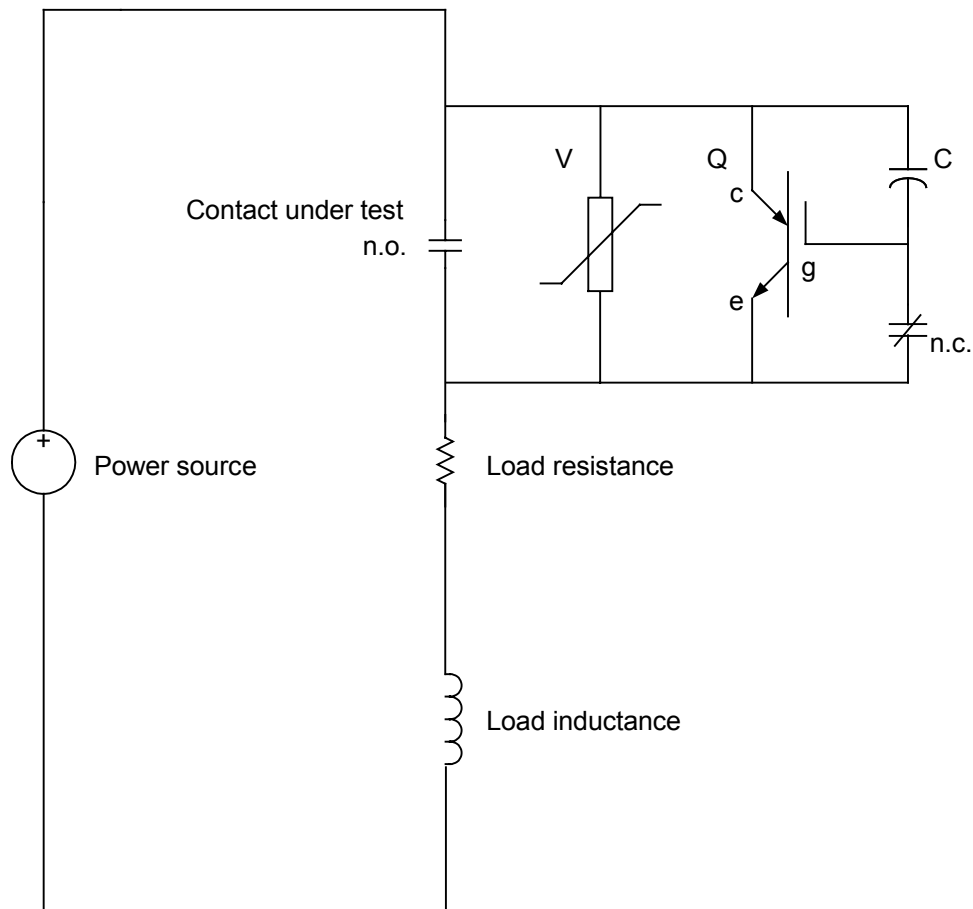 V
Q
C
c
Contact under test
n.o.
g
e
n.c.
+
Power source
Load resistance
Load inductance